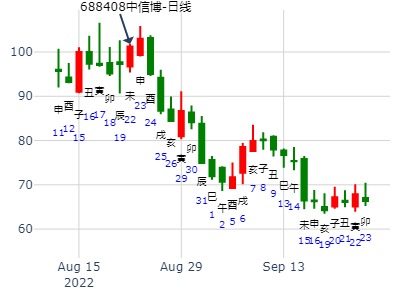 688408中信博-日线
100
90
80
70
60
申
11
酉
12
子
15
丑
16
寅
17
卯
18
辰
19
未
22
申
23
酉
24
戌
25
亥
26
寅
29
卯
30
辰
31
巳
1
午
2
酉
5
戌
6
亥
7
子
8
丑
9
巳
13
午
14
未
15
申
16
亥
19
子
20
丑
21
寅
22
卯
23
Aug 15
2022
Aug 29
Sep 13